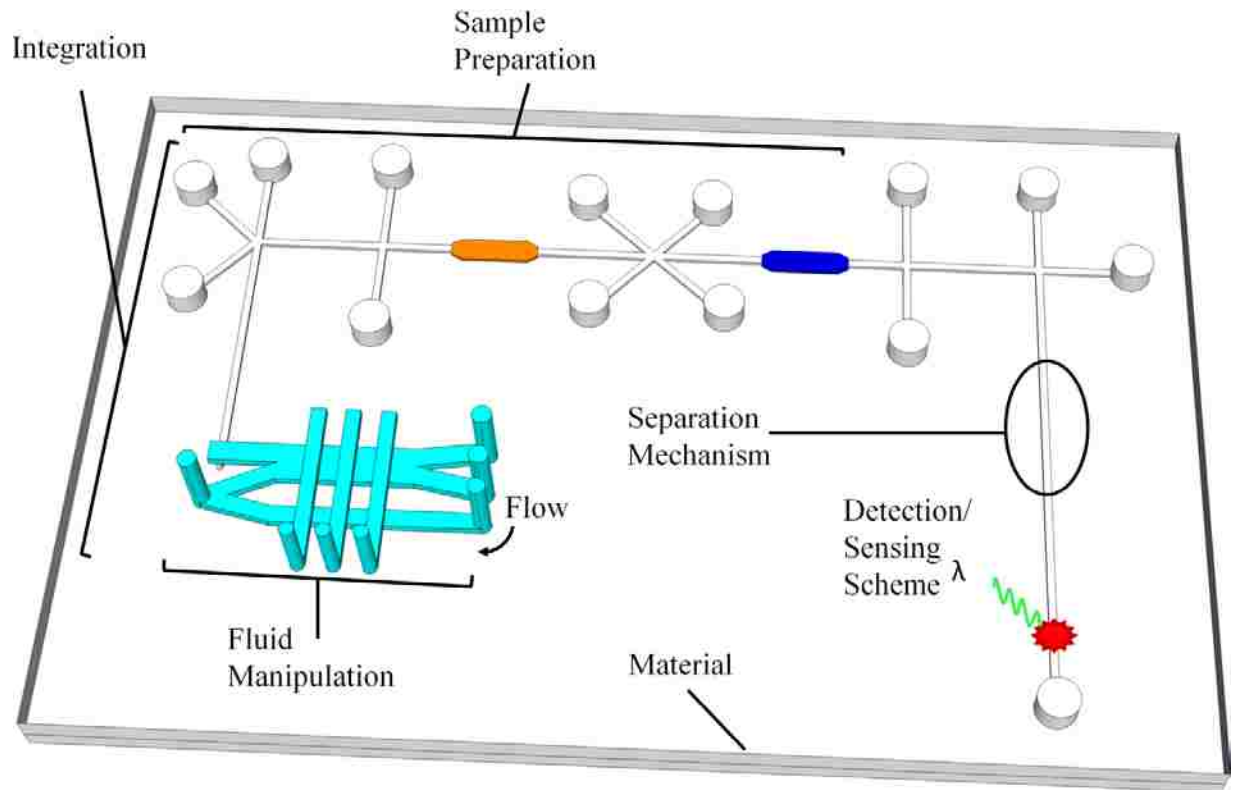 Integration
Sample
Preparation
Separation
Mechanism
Flow
Detection/
Sensing
Scheme λ
Fluid
Manipulation
Material